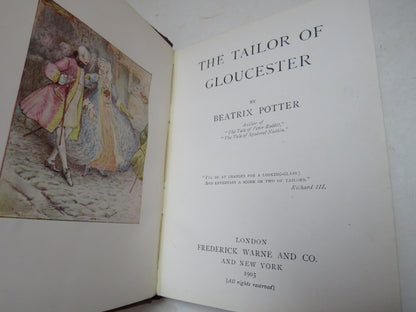 THE TAILOR OF
GLOUCESTER
BY
BEATRIX POTTER
Author of
"The Tale of Peter Rabbit,"
"The Tale of Squirrel Nutkin."
"I'LL BE AT CHARGES FOR A LOOKING-GLASS;
AND ENTERTAIN A SCORE OR TWO OF TAILORS."
Richard III.
LONDON
FREDERICK WARNE AND CO.
AND NEW YORK
1903
[All rights reserved]